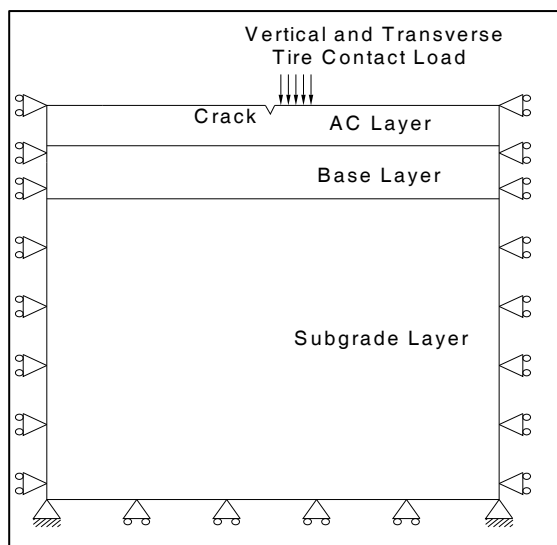 Vertical and Transverse
Tire Contact Load
Crack
AC Layer
Base Layer
Subgrade Layer